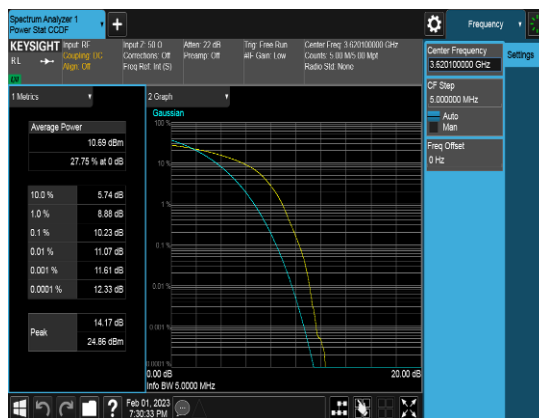 Spectrum Analyzer 1
Power Stat CCDF
Frequency
KEYSIGHT
RL
Input: RF
Coupling: DC
Align: Off
Input Z: 50 Ω
Corrections: Off
Freq Ref: Int (S)
Atten: 22 dB
Preamp: Off
Trig: Free Run
#IF Gain: Low
Center Freq: 3.620100000 GHz
Counts: 5.00 M/5.00 Mpt
Radio Std: None
Center Frequency
3.620100000 GHz
Settings
CF Step
5.000000 MHz
Auto
Man
Freq Offset
0 Hz
1 Metrics
Average Power
10.69 dBm
27.75 % at 0 dB
10.0 % 5.74 dB
1.0 % 8.88 dB
0.1 % 10.23 dB
0.01 % 11.07 dB
0.001 % 11.61 dB
0.0001 % 12.33 dB
Peak
14.17 dB
24.86 dBm
2 Graph
Gaussian
100 %
10 %
1 %
0.1 %
0.01 %
0.001 %
0.0001 %
0.00 dB
20.00 dB
Info BW 5.0000 MHz
Feb 01, 2023
7:30:33 PM